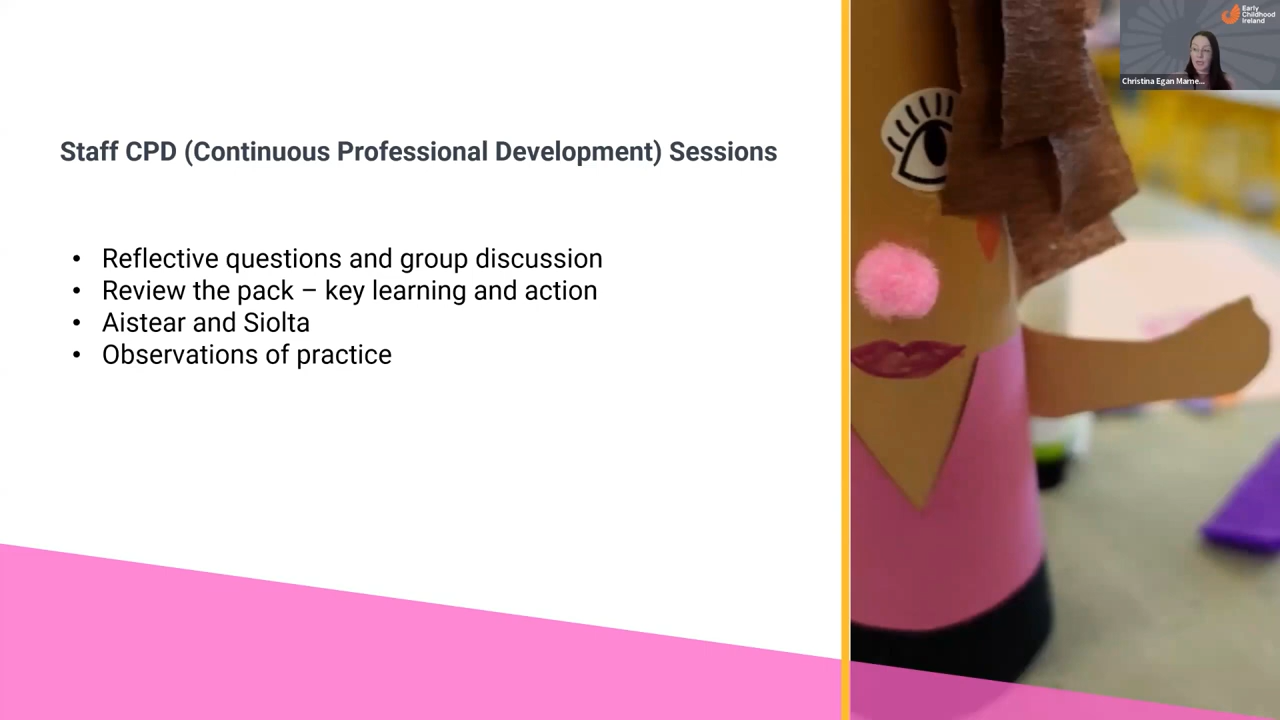 Early
Childhood
Ireland
Christina Egan Marne...
Staff CPD (Continuous Professional Development) Sessions
• Reflective questions and group discussion
• Review the pack – key learning and action
• Aistear and Siolta
• Observations of practice